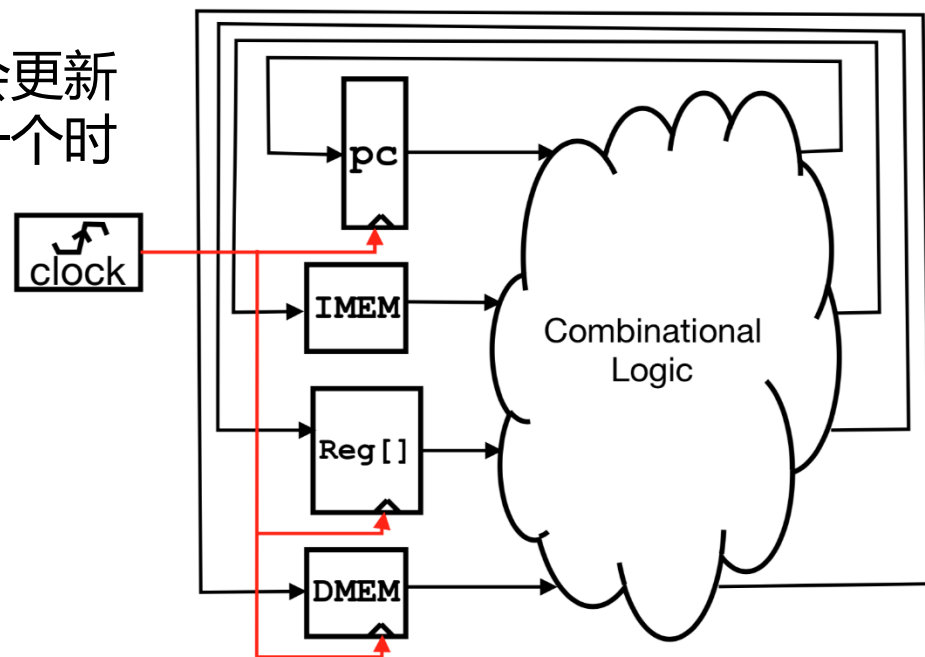 会更新
一个时
pc
clock
IMEM
Combinational
Logic
Reg[]
DMEM